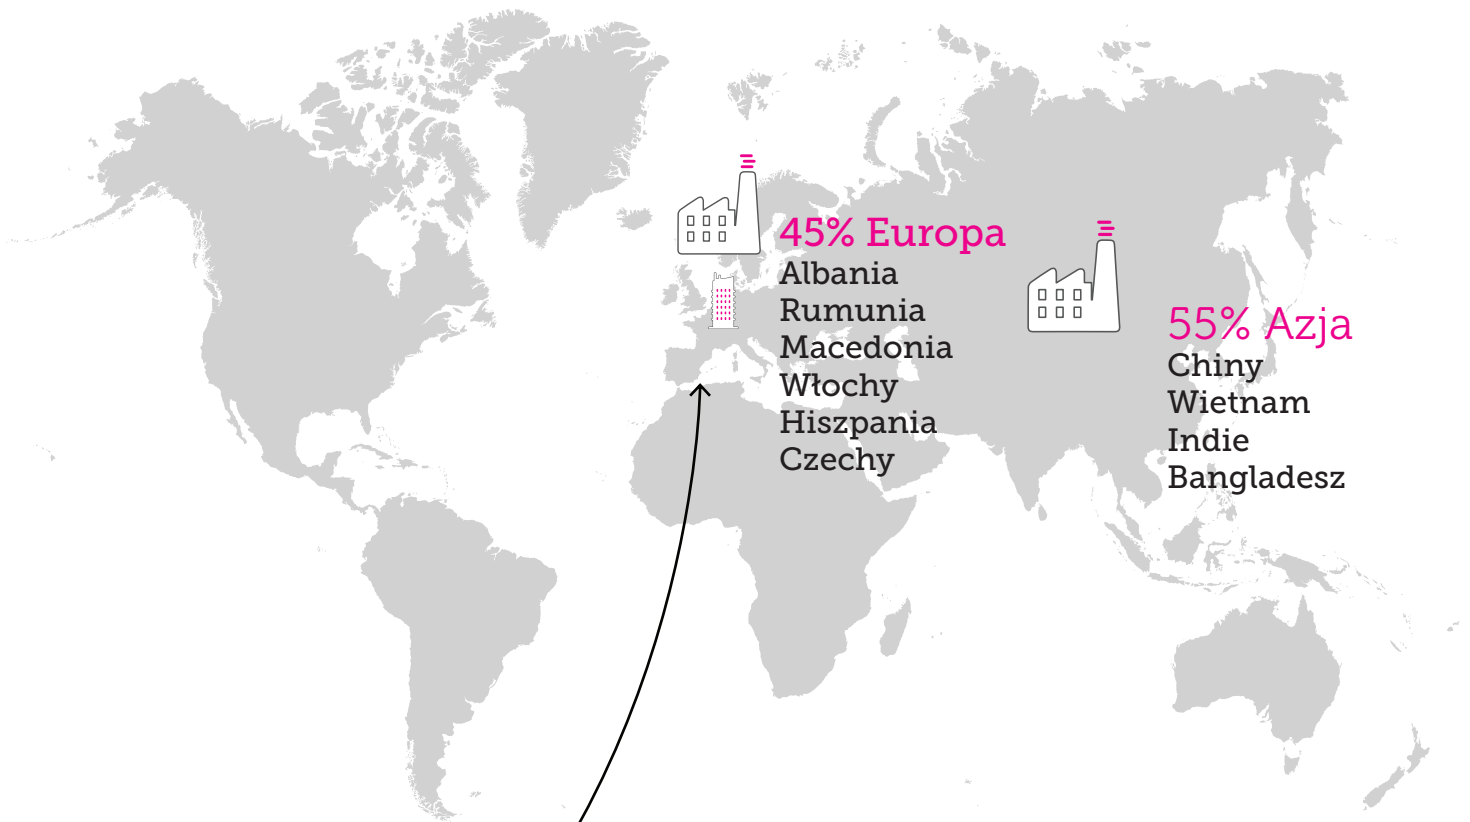 45% Europa
Albania
Rumunia
Macedonia
Włochy
Hiszpania
Czechy
55% Azja
Chiny
Wietnam
Indie
Bangladesz